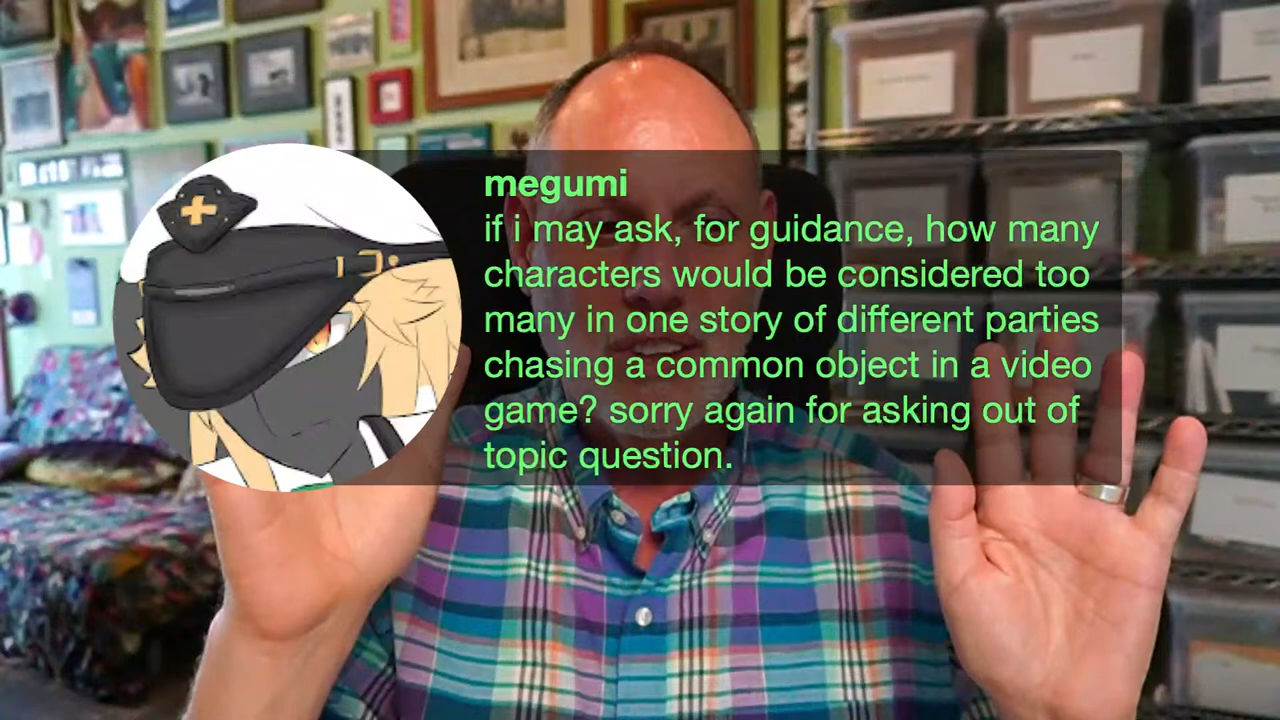 megumi
if i may ask, for guidance, how many
characters would be considered too
many in one story of different parties
chasing a common object in a video
game? sorry again for asking out of
topic question.